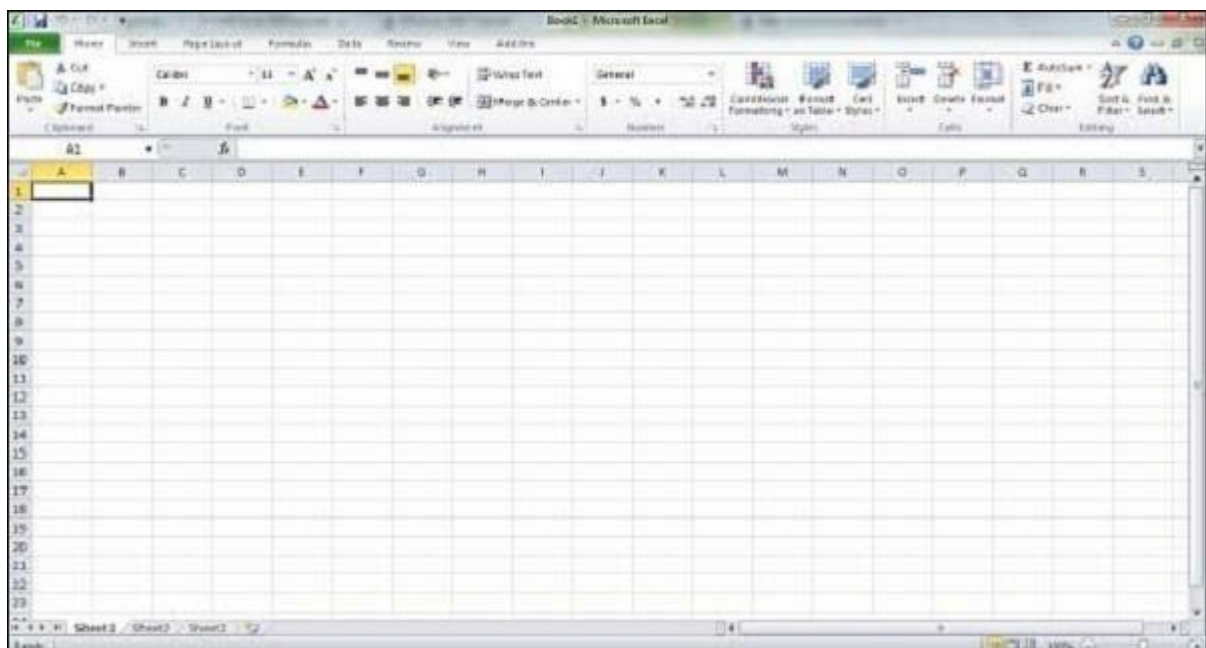 Book1 - Microsoft Excel
File Home Insert Page Layout Formulas Data Review View Add-Ins
Cut
Copy
Paste
Format Painter
Calibri 11
Wrap Text
Merge & Center
General
$ %
Conditional Formatting
Format as Table
Cell Styles
Insert Delete Format
AutoSum
Fill
Clear
Sort & Filter
Find & Select
Clipboard Font Alignment Number Styles Cells Editing
A1 fx
A B C D E F G H I J K L M N O P Q R S
1
2
3
4
5
6
7
8
9
10
11
12
13
14
15
16
17
18
19
20
21
22
23
Sheet1 Sheet2 Sheet3
Ready 100%